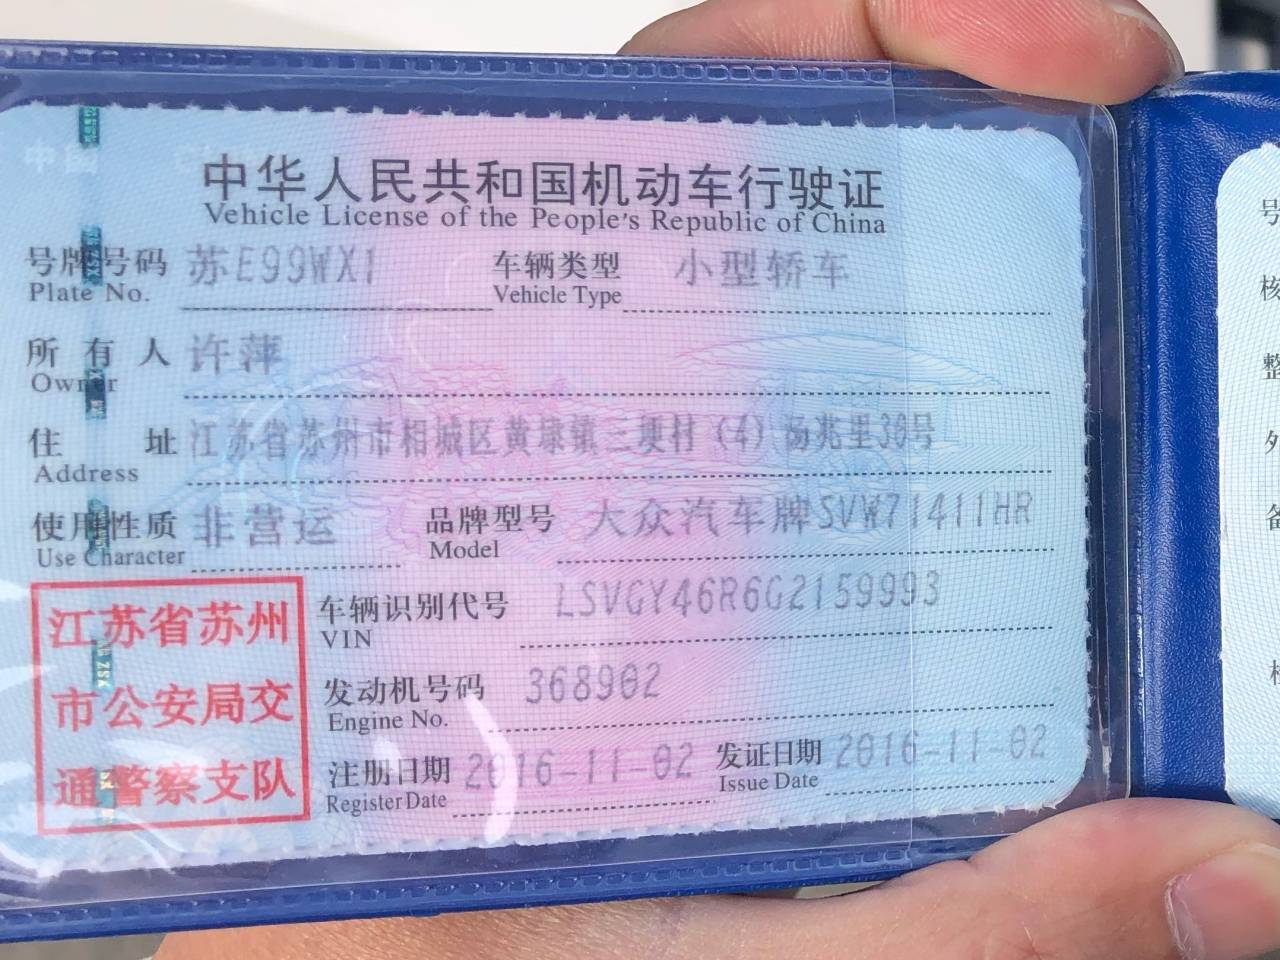 中华人民共和国机动车行驶证
Vehicle License of the People's Republic of China
号牌号码 苏E99WX1 车辆类型 小型轿车
Plate No. Vehicle Type
所有人 许萍
Owner
住址 江苏省苏州市相城区黄埭镇三埂村(4)汤兆里38号
Address
使用性质 非营运 品牌型号 大众汽车牌SVW71411HR
Use Character Model
江苏省苏州
市公安局交
通警察支队
车辆识别代号 LSVGY46R6G2159993
VIN
发动机号码 368902
Engine No.
注册日期 2016-11-02 发证日期 2016-11-02
Register Date Issue Date
号
核
整
外
备
检